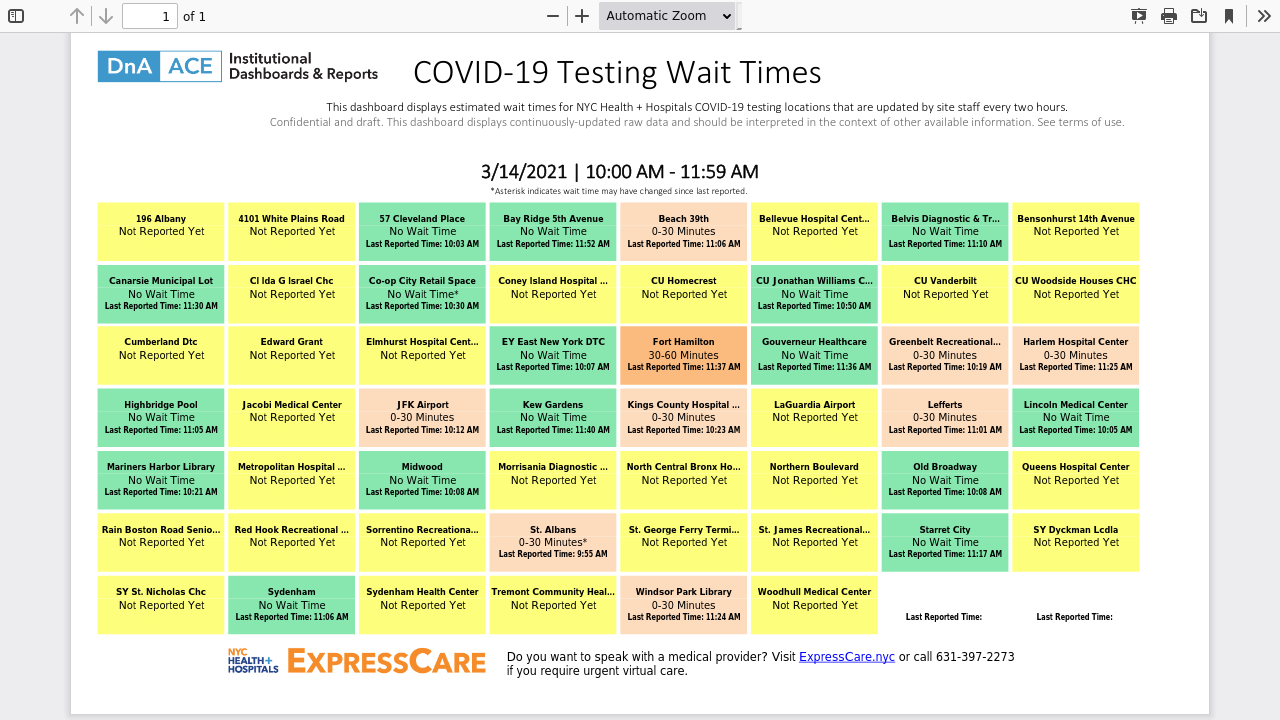 1 of 1
Automatic Zoom
DnA ACE Institutional
Dashboards & Reports
COVID-19 Testing Wait Times
This dashboard displays estimated wait times for NYC Health + Hospitals COVID-19 testing locations that are updated by site staff every two hours.
Confidential and draft. This dashboard displays continuously-updated raw data and should be interpreted in the context of other available information. See terms of use.
3/14/2021 | 10:00 AM - 11:59 AM
*Asterisk indicates wait time may have changed since last reported.
196 Albany
Not Reported Yet
4101 White Plains Road
Not Reported Yet
57 Cleveland Place
No Wait Time
Last Reported Time: 10:03 AM
Bay Ridge 5th Avenue
No Wait Time
Last Reported Time: 11:52 AM
Beach 39th
0-30 Minutes
Last Reported Time: 11:06 AM
Bellevue Hospital Cent...
Not Reported Yet
Belvis Diagnostic & Tr...
No Wait Time
Last Reported Time: 11:10 AM
Bensonhurst 14th Avenue
Not Reported Yet
Canarsie Municipal Lot
No Wait Time
Last Reported Time: 11:30 AM
Cl Ida G Israel Chc
Not Reported Yet
Co-op City Retail Space
No Wait Time*
Last Reported Time: 10:30 AM
Coney Island Hospital ...
Not Reported Yet
CU Homecrest
Not Reported Yet
CU Jonathan Williams C...
No Wait Time
Last Reported Time: 10:50 AM
CU Vanderbilt
Not Reported Yet
CU Woodside Houses CHC
Not Reported Yet
Cumberland Dtc
Not Reported Yet
Edward Grant
Not Reported Yet
Elmhurst Hospital Cent...
Not Reported Yet
EY East New York DTC
No Wait Time
Last Reported Time: 10:07 AM
Fort Hamilton
30-60 Minutes
Last Reported Time: 11:37 AM
Gouverneur Healthcare
No Wait Time
Last Reported Time: 11:36 AM
Greenbelt Recreational...
0-30 Minutes
Last Reported Time: 10:19 AM
Harlem Hospital Center
0-30 Minutes
Last Reported Time: 11:25 AM
Highbridge Pool
No Wait Time
Last Reported Time: 11:05 AM
Jacobi Medical Center
Not Reported Yet
JFK Airport
0-30 Minutes
Last Reported Time: 10:12 AM
Kew Gardens
No Wait Time
Last Reported Time: 11:40 AM
Kings County Hospital ...
0-30 Minutes
Last Reported Time: 10:23 AM
LaGuardia Airport
Not Reported Yet
Lefferts
0-30 Minutes
Last Reported Time: 11:01 AM
Lincoln Medical Center
No Wait Time
Last Reported Time: 10:05 AM
Mariners Harbor Library
No Wait Time
Last Reported Time: 10:21 AM
Metropolitan Hospital ...
Not Reported Yet
Midwood
No Wait Time
Last Reported Time: 10:08 AM
Morrisania Diagnostic ...
Not Reported Yet
North Central Bronx Ho...
Not Reported Yet
Northern Boulevard
Not Reported Yet
Old Broadway
No Wait Time
Last Reported Time: 10:08 AM
Queens Hospital Center
Not Reported Yet
Rain Boston Road Senio...
Not Reported Yet
Red Hook Recreational ...
Not Reported Yet
Sorrentino Recreationa...
Not Reported Yet
St. Albans
0-30 Minutes*
Last Reported Time: 9:55 AM
St. George Ferry Termi...
Not Reported Yet
St. James Recreational...
Not Reported Yet
Starret City
No Wait Time
Last Reported Time: 11:17 AM
SY Dyckman Lcdla
Not Reported Yet
SY St. Nicholas Chc
Not Reported Yet
Sydenham
No Wait Time
Last Reported Time: 11:06 AM
Sydenham Health Center
Not Reported Yet
Tremont Community Heal...
Not Reported Yet
Windsor Park Library
0-30 Minutes
Last Reported Time: 11:24 AM
Woodhull Medical Center
Not Reported Yet
Last Reported Time:
Last Reported Time:
NYC
HEALTH+
HOSPITALS
EXPRESSCARE
Do you want to speak with a medical provider? Visit ExpressCare.nyc or call 631-397-2273
if you require urgent virtual care.